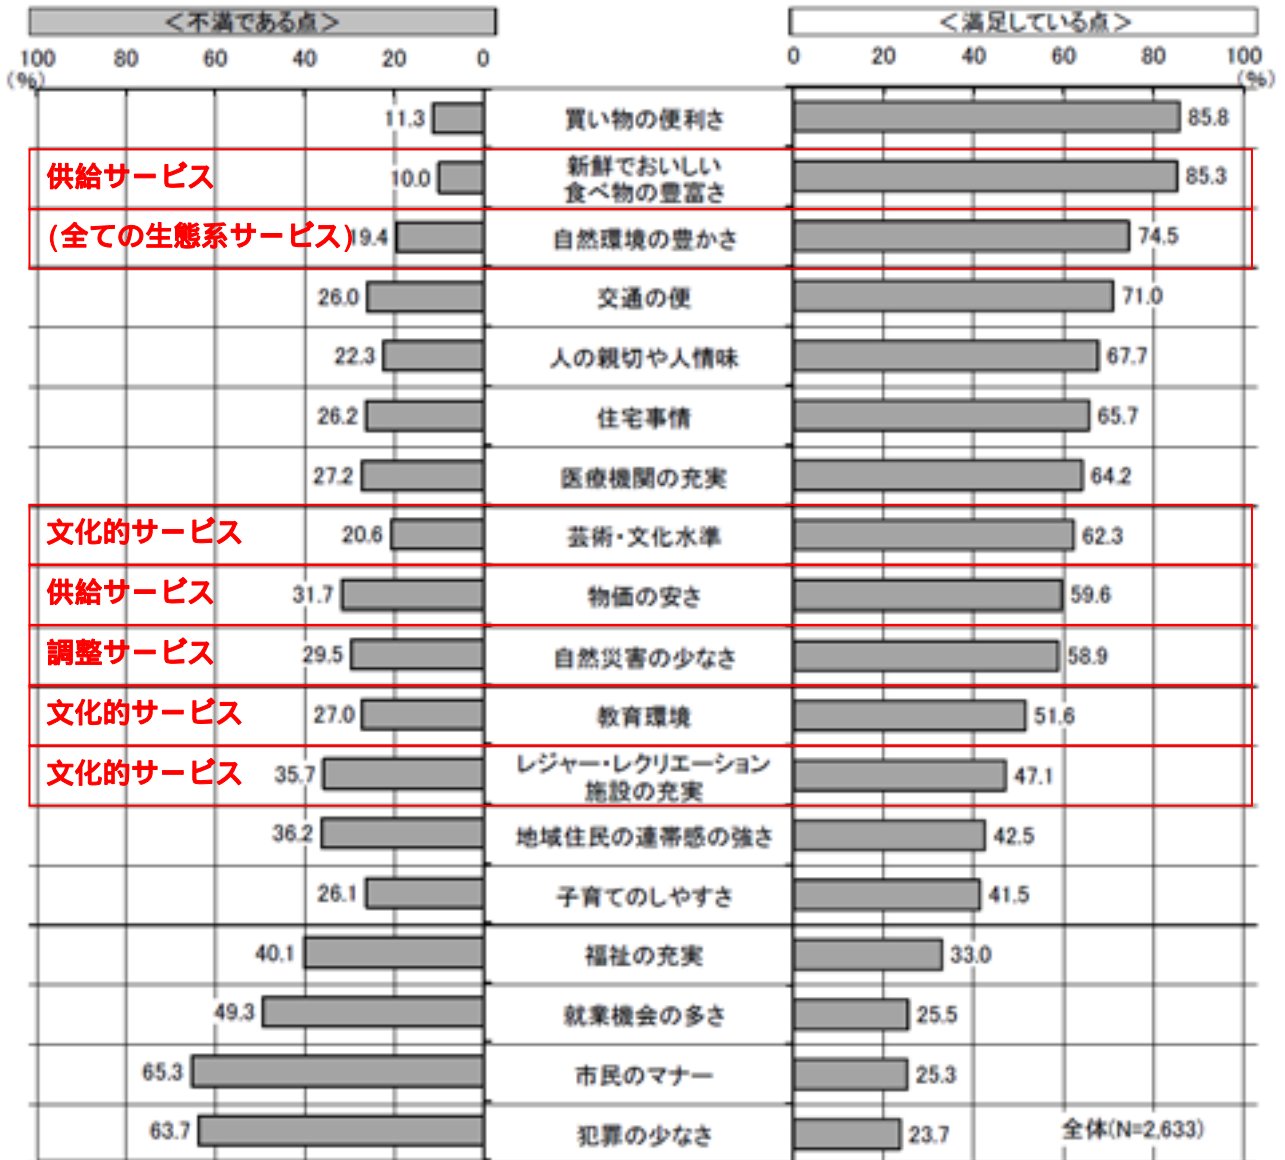 ＜不満である点＞ ＜満足している点＞
100 80 60 40 20 0 0 20 40 60 80 100
(%) (%)
11.3 買い物の便利さ 85.8
供給サービス 10.0 新鮮でおいしい
食べ物の豊富さ 85.3
(全ての生態系サービス) 19.4 自然環境の豊かさ 74.5
26.0 交通の便 71.0
22.3 人の親切や人情味 67.7
26.2 住宅事情 65.7
27.2 医療機関の充実 64.2
文化的サービス 20.6 芸術・文化水準 62.3
供給サービス 31.7 物価の安さ 59.6
調整サービス 29.5 自然災害の少なさ 58.9
文化的サービス 27.0 教育環境 51.6
文化的サービス 35.7 レジャー・レクリエーション
施設の充実 47.1
36.2 地域住民の連帯感の強さ 42.5
26.1 子育てのしやすさ 41.5
40.1 福祉の充実 33.0
49.3 就業機会の多さ 25.5
65.3 市民のマナー 25.3
63.7 犯罪の少なさ 23.7
全体(N=2,633)